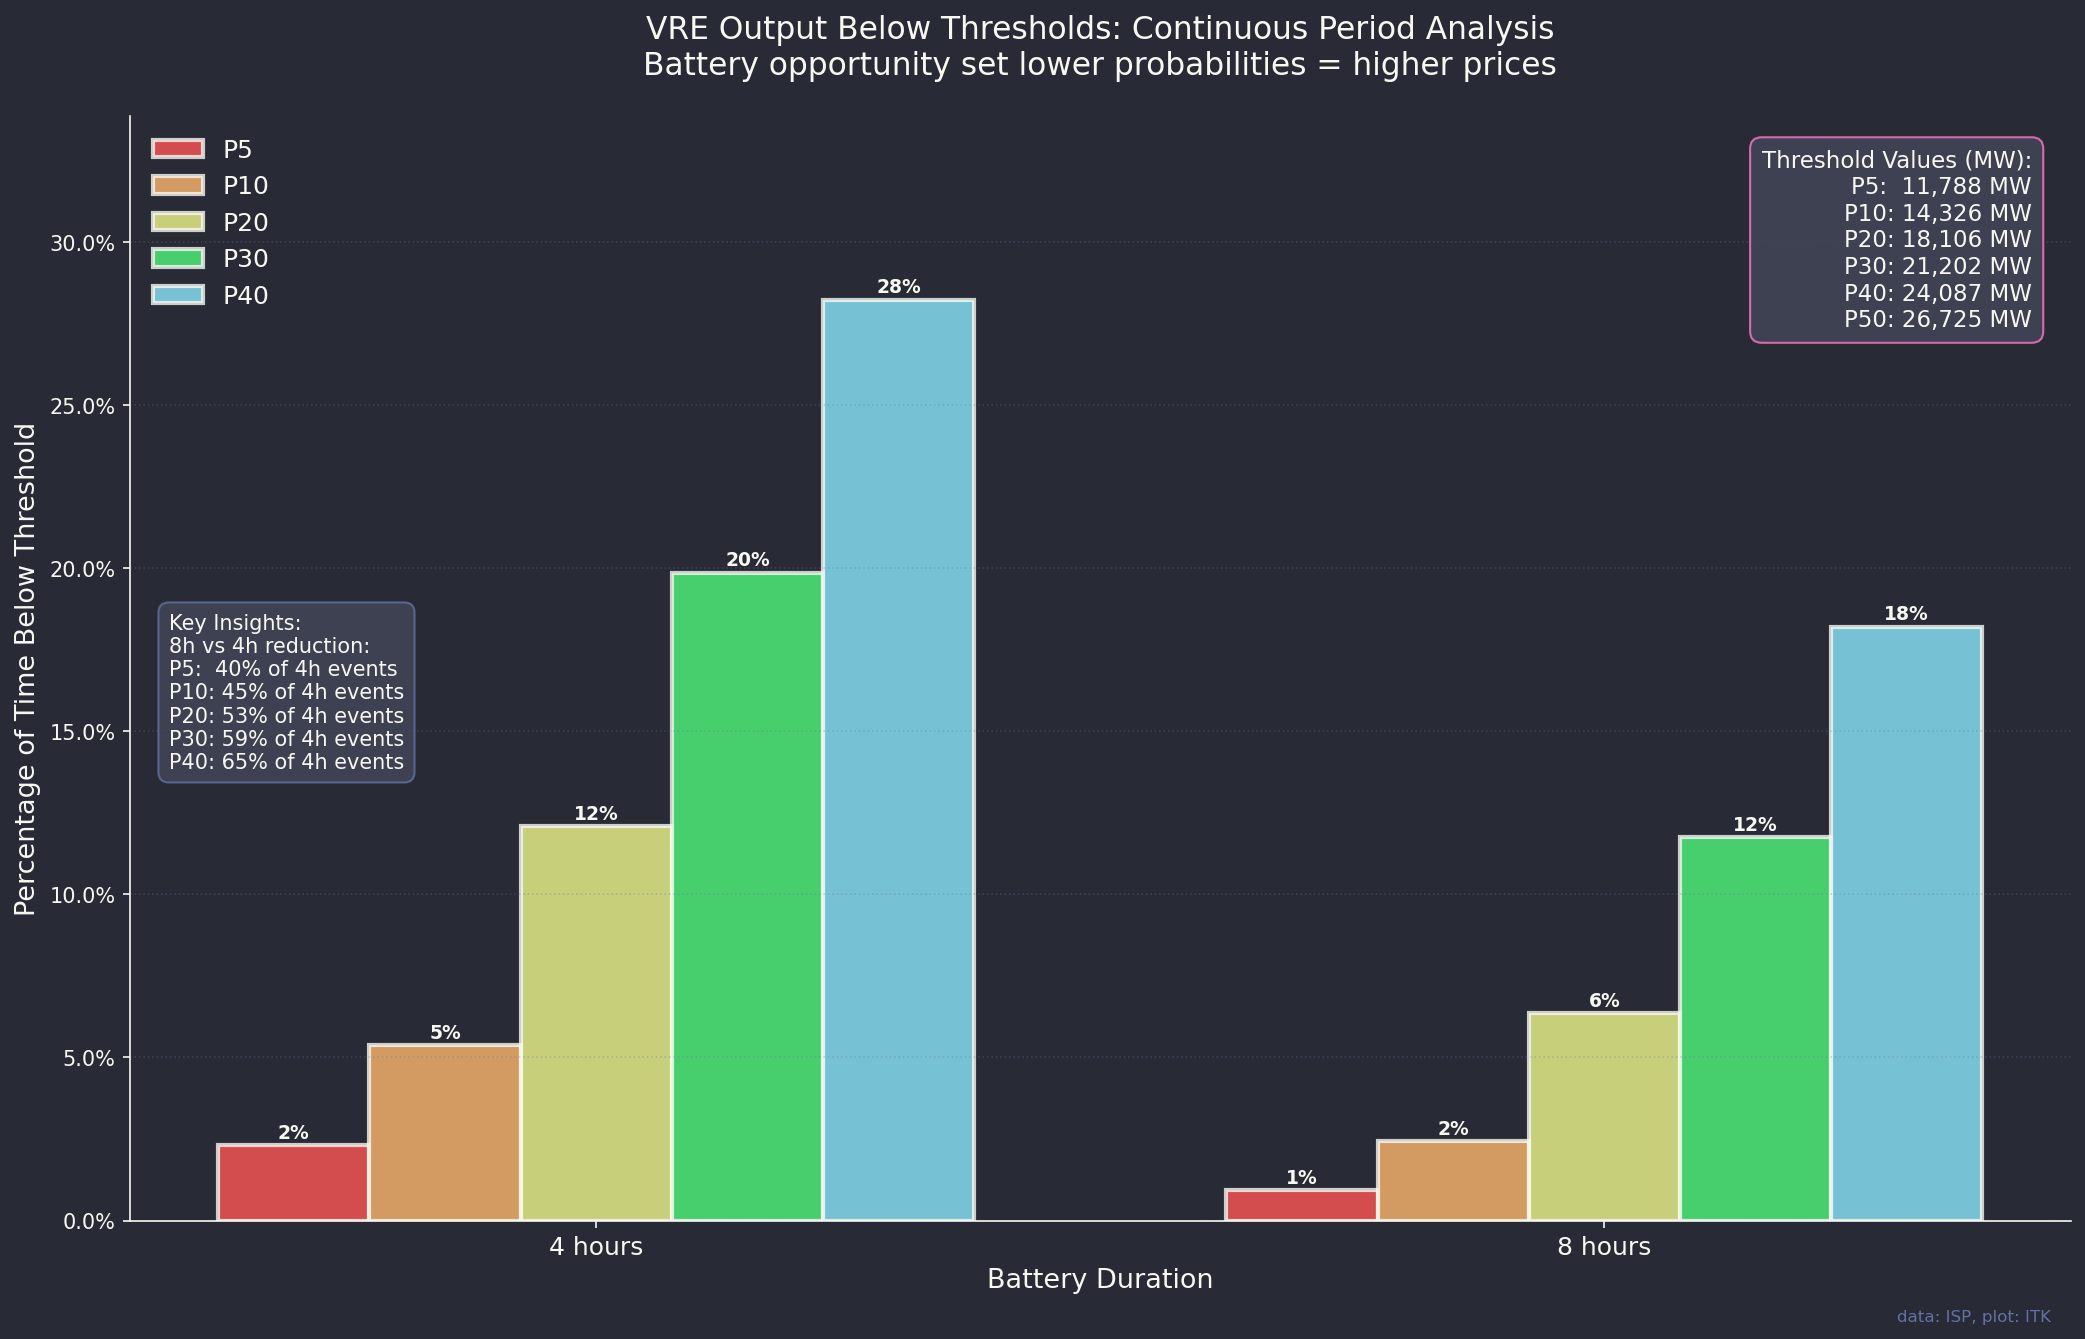 VRE Output Below Thresholds: Continuous Period Analysis
Battery opportunity set lower probabilities = higher prices
P5
P10
P20
P30
P40
Threshold Values (MW):
P5:  11,788 MW
P10: 14,326 MW
P20: 18,106 MW
P30: 21,202 MW
P40: 24,087 MW
P50: 26,725 MW
Key Insights:
8h vs 4h reduction:
P5:  40% of 4h events
P10: 45% of 4h events
P20: 53% of 4h events
P30: 59% of 4h events
P40: 65% of 4h events
Percentage of Time Below Threshold
30.0%
25.0%
20.0%
15.0%
10.0%
5.0%
0.0%
2%
5%
12%
20%
28%
1%
2%
6%
12%
18%
4 hours
8 hours
Battery Duration
data: ISP, plot: ITK